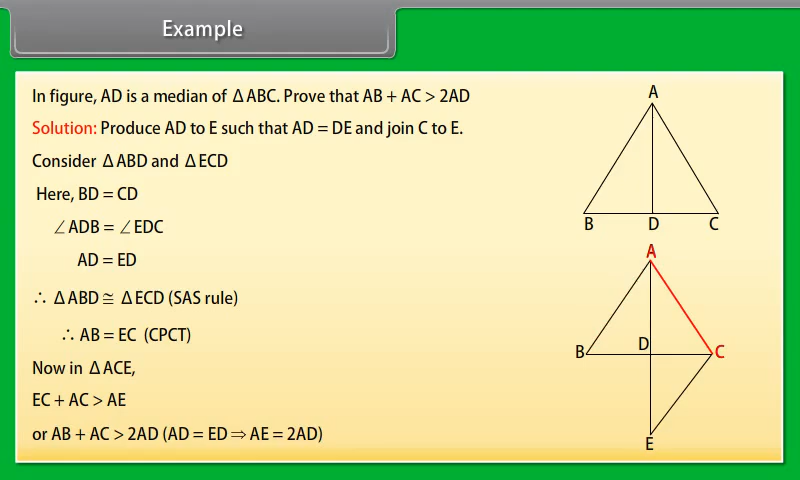 Example
In figure, AD is a median of Δ ABC. Prove that AB + AC > 2AD
Solution: Produce AD to E such that AD = DE and join C to E.
Consider Δ ABD and Δ ECD
Here, BD = CD
∠ ADB = ∠ EDC
AD = ED
∴ Δ ABD ≅ Δ ECD (SAS rule)
∴ AB = EC (CPCT)
Now in Δ ACE,
EC + AC > AE
or AB + AC > 2AD (AD = ED ⇒ AE = 2AD)
A
B D C
A
B D C
E